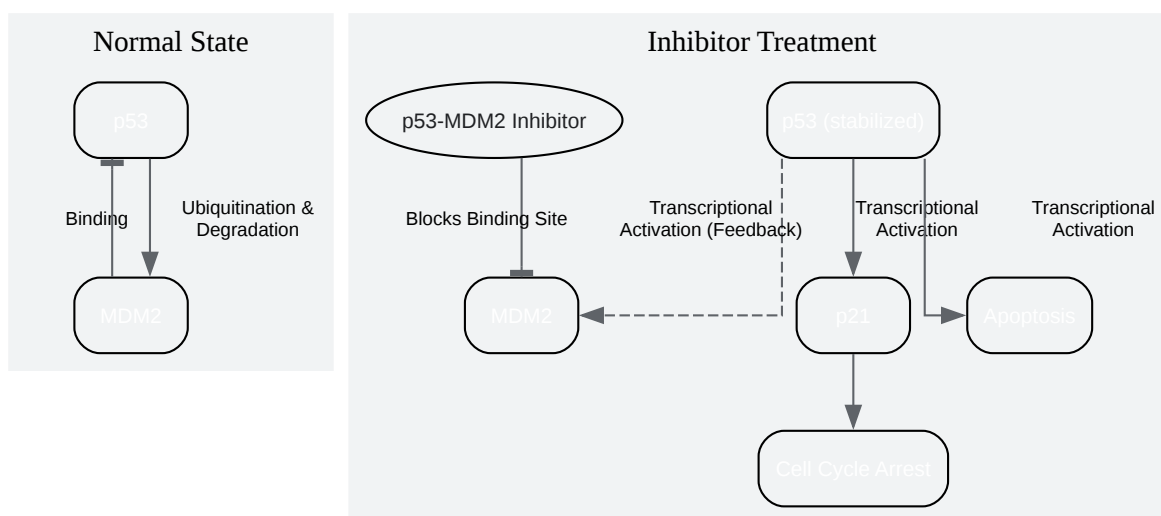 Normal State
p53
Binding
Ubiquitination &
Degradation
MDM2
Inhibitor Treatment
p53-MDM2 Inhibitor
p53 (stabilized)
Blocks Binding Site
Transcriptional
Activation (Feedback)
Transcriptional
Activation
Transcriptional
Activation
MDM2
p21
Apoptosis
Cell Cycle Arrest